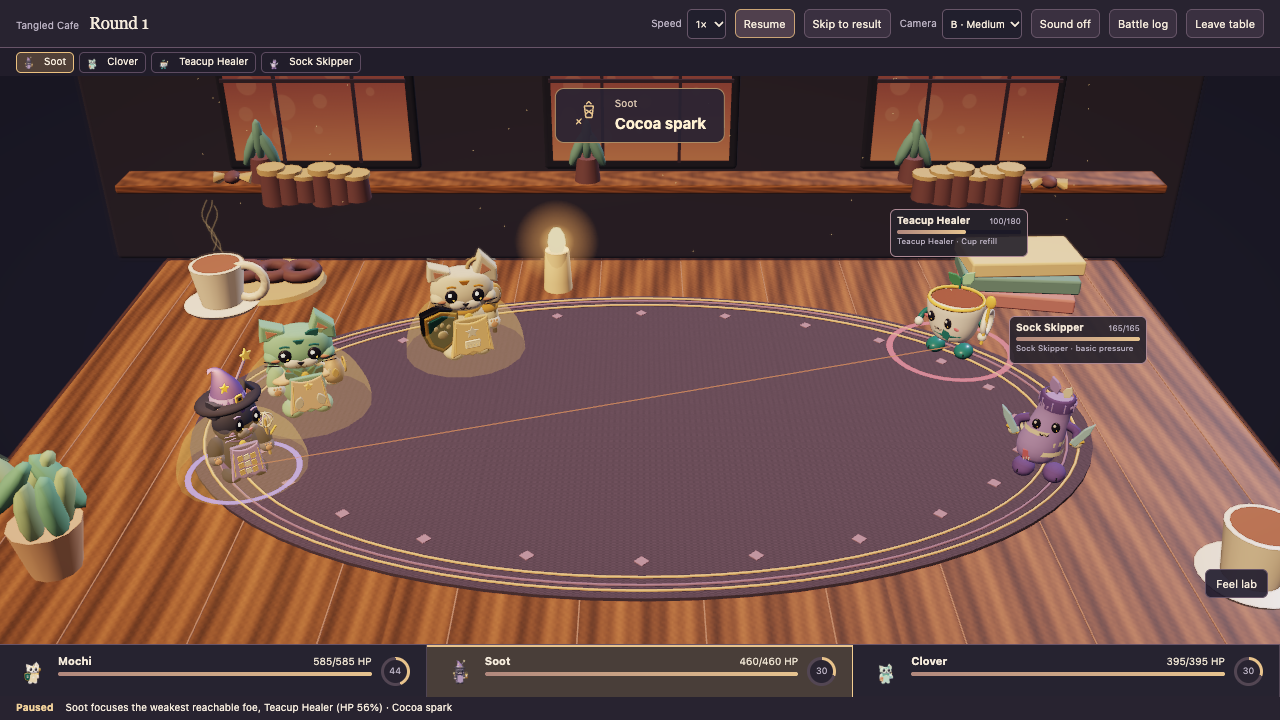 Tangled Cafe Round 1
Speed 1x Resume Skip to result Camera B · Medium Sound off Battle log Leave table
Soot Clover Teacup Healer Sock Skipper
Soot
Cocoa spark
Teacup Healer 100/180
Teacup Healer · Cup refill
Sock Skipper 165/165
Sock Skipper · basic pressure
Feel lab
Mochi 585/585 HP 44
Soot 460/460 HP 30
Clover 395/395 HP 30
Paused Soot focuses the weakest reachable foe, Teacup Healer (HP 56%) · Cocoa spark